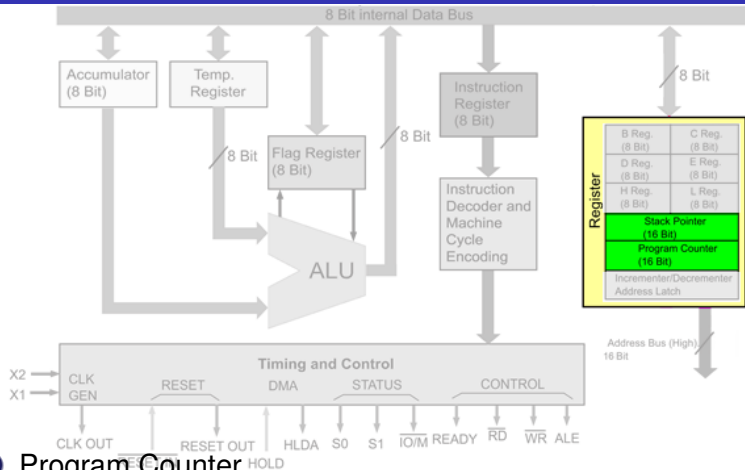 8 Bit internal Data Bus
Accumulator
(8 Bit)
Temp.
Register
Flag Register
(8 Bit)
8 Bit
8 Bit
ALU
Instruction
Register
(8 Bit)
Instruction
Decoder and
Machine
Cycle
Encoding
8 Bit
Register
B Reg.
(8 Bit)
C Reg.
(8 Bit)
D Reg.
(8 Bit)
E Reg.
(8 Bit)
H Reg.
(8 Bit)
L Reg.
(8 Bit)
Stack Pointer
(16 Bit)
Program Counter
(16 Bit)
Incrementer/Decrementer
Address Latch
Address Bus (High)
16 Bit
Timing and Control
X2
X1
CLK
GEN
RESET
DMA
STATUS
CONTROL
CLK OUT
RESET IN
RESET OUT
HOLD
HLDA
S0
S1
IO/M
READY
RD
WR
ALE
Program Counter